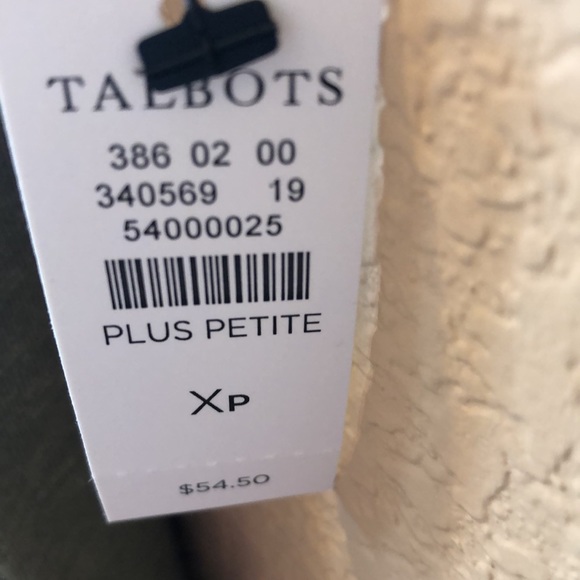 TALBOTS
386 02 00
340569 19
54000025
PLUS PETITE
XP
$54.50